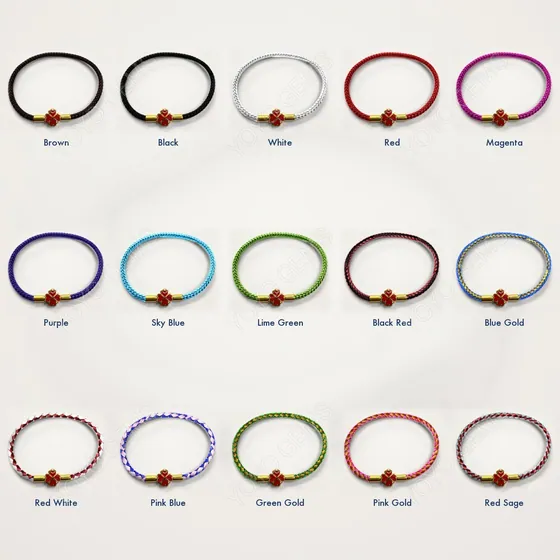 Brown
Black
White
Red
Magenta
Purple
Sky Blue
Lime Green
Black Red
Blue Gold
Red White
Pink Blue
Green Gold
Pink Gold
Red Sage